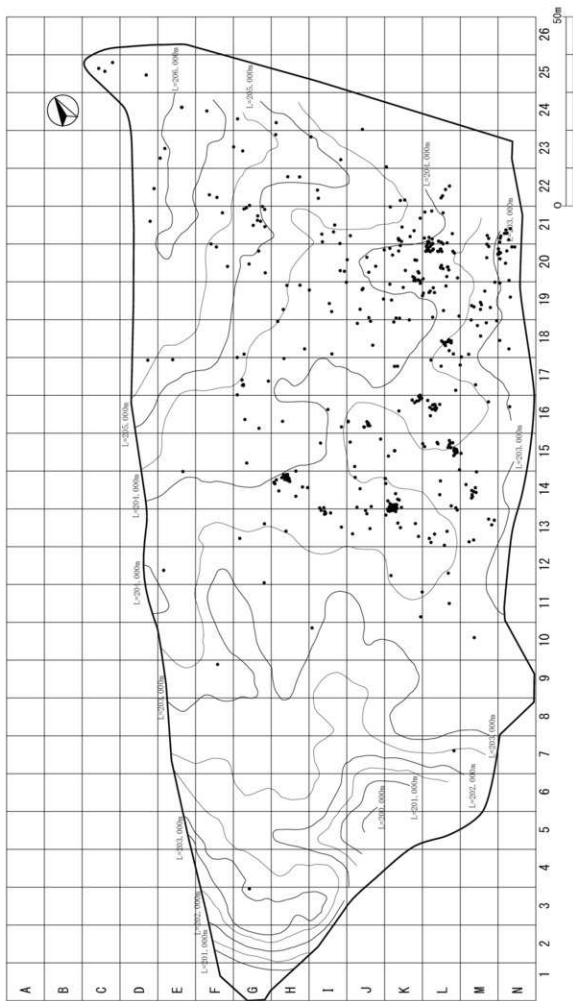 50m
26
25
24
23
22
21
20
19
18
17
16
15
14
13
12
11
10
9
8
7
6
5
4
3
2
1
0
A
B
C
D
E
F
G
H
I
J
K
L
M
N
L=206.000m
L=205.000m
L=204.000m
L=203.000m
L=205.000m
L=204.000m
L=203.000m
L=204.000m
L=203.000m
L=203.000m
L=202.000m
L=201.000m
L=200.000m
L=203.000m
L=202.000m
L=201.000m